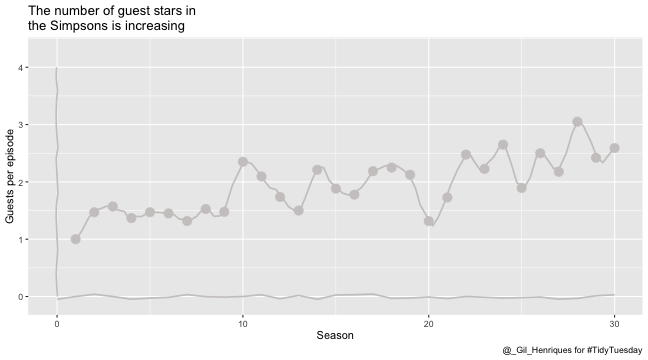 The number of guest stars in
the Simpsons is increasing
4
3
2
1
0
Guests per episode
0 10 20 30
Season
@_Gil_Henriques for #TidyTuesday